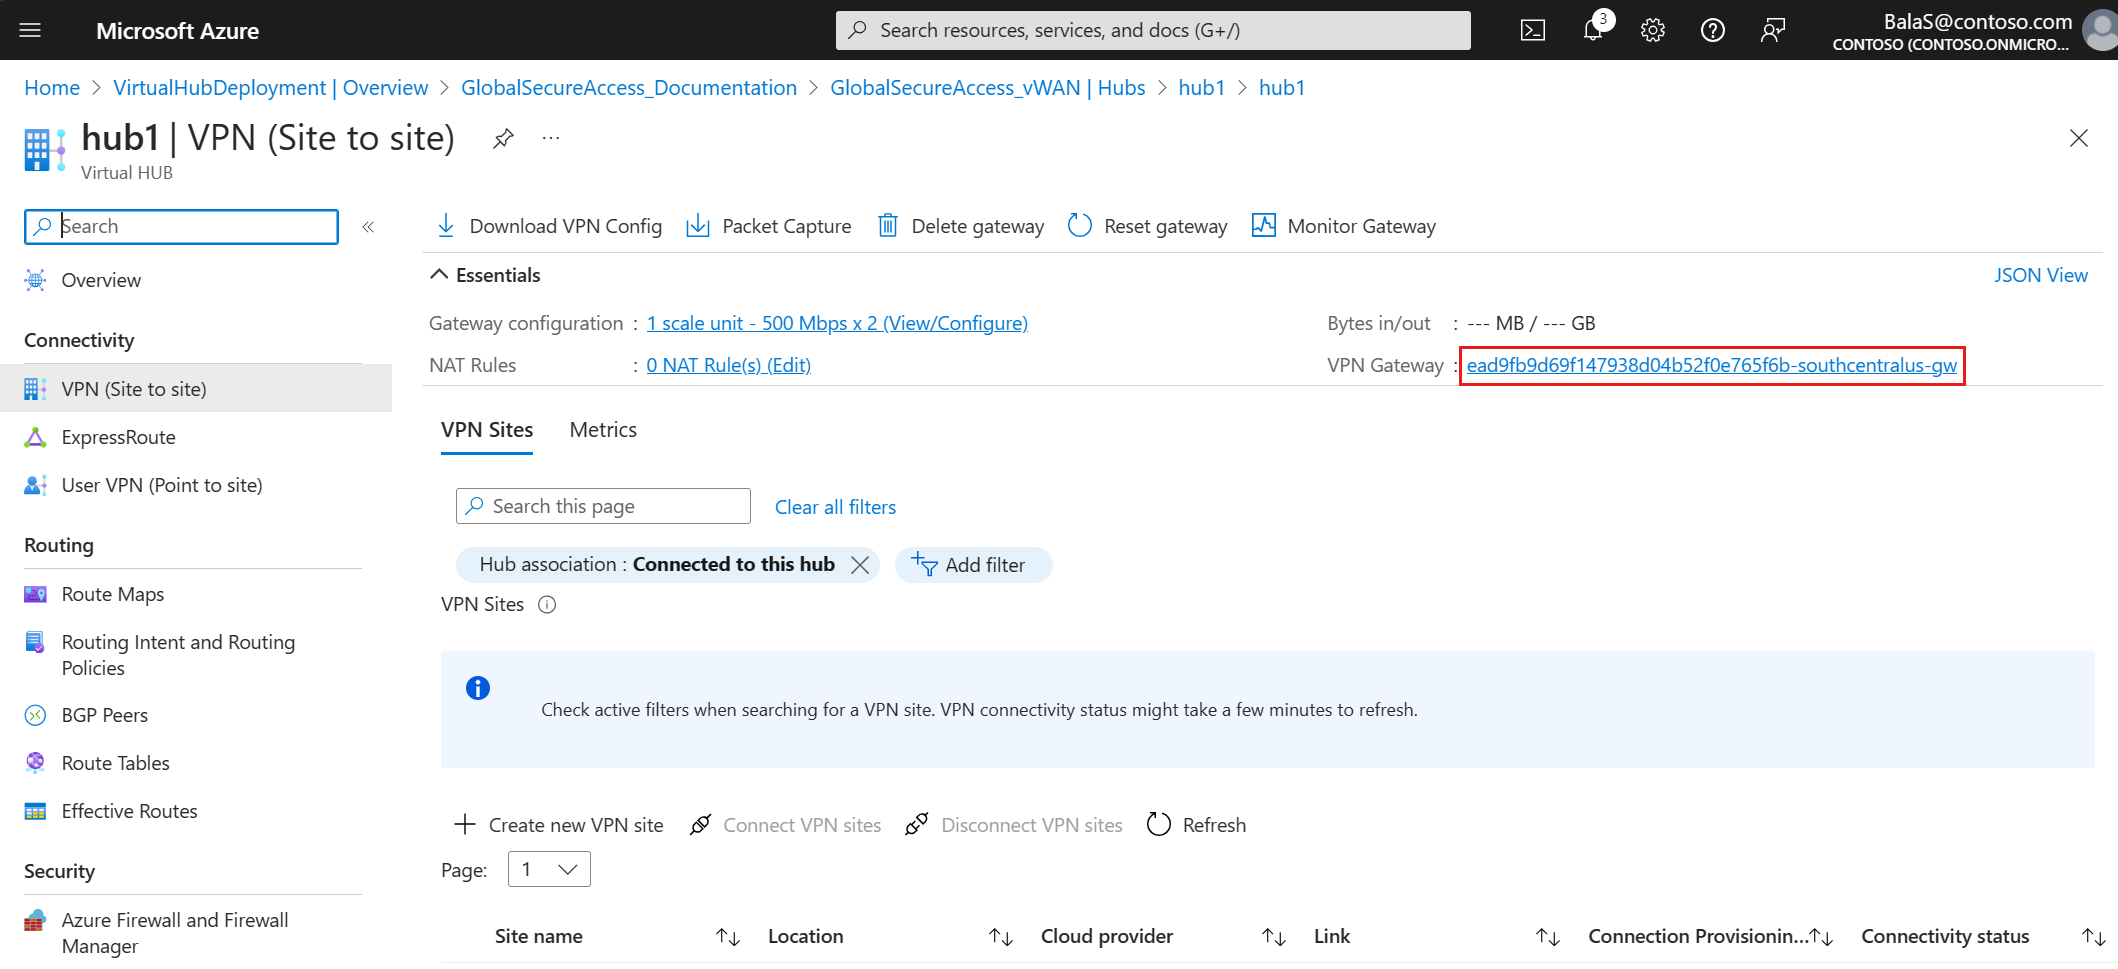 Microsoft Azure
Search resources, services, and docs (G+/)
3
BalaS@contoso.com
CONTOSO (CONTOSO.ONMICRO...
Home > VirtualHubDeployment | Overview > GlobalSecureAccess_Documentation > GlobalSecureAccess_vWAN | Hubs > hub1 > hub1
hub1 | VPN (Site to site) ...
Virtual HUB
Search
«
Overview
Connectivity
VPN (Site to site)
ExpressRoute
User VPN (Point to site)
Routing
Route Maps
Routing Intent and Routing
Policies
BGP Peers
Route Tables
Effective Routes
Security
Azure Firewall and Firewall
Manager
Download VPN Config Packet Capture Delete gateway Reset gateway Monitor Gateway
Essentials
JSON View
Gateway configuration : 1 scale unit - 500 Mbps x 2 (View/Configure)
NAT Rules : 0 NAT Rule(s) (Edit)
Bytes in/out : --- MB / --- GB
VPN Gateway : ead9fb9d69f147938d04b52f0e765f6b-southcentralus-gw
VPN Sites Metrics
Search this page Clear all filters
Hub association : Connected to this hub Add filter
VPN Sites
Check active filters when searching for a VPN site. VPN connectivity status might take a few minutes to refresh.
Create new VPN site Connect VPN sites Disconnect VPN sites Refresh
Page: 1
Site name Location Cloud provider Link Connection Provisionin... Connectivity status